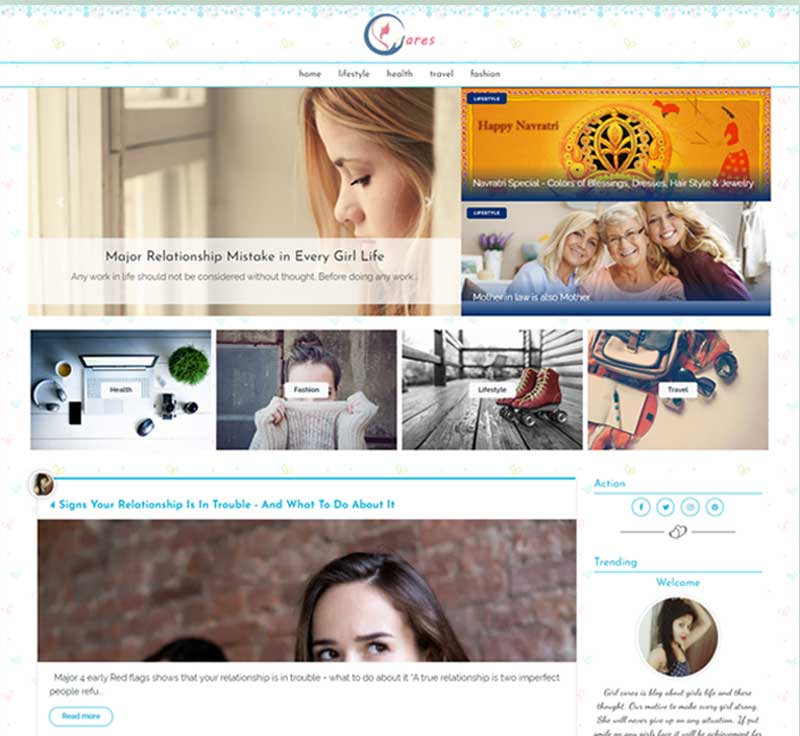 ares
home lifestyle health travel fashion
LIFESTYLE
Happy Navratri
Navratri Special - Colors of Blessings, Dresses, Hair Style & Jewelry
Major Relationship Mistake in Every Girl Life
Any work in life should not be considered without thought. Before doing any work...
LIFESTYLE
Mother in law is also Mother
Health
Fashion
Lifestyle
Travel
4 Signs Your Relationship Is In Trouble - And What To Do About It
Major 4 early Red flags shows that your relationship is in trouble - what to do about it "A true relationship is two imperfect
people refu...
Read more
Action
Trending
Welcome
Girl cares is blog about girls life and there
thought. Our motive to make every girl strong.
She will never give up on any situation. If put
smile on any girls face it will be achievement for